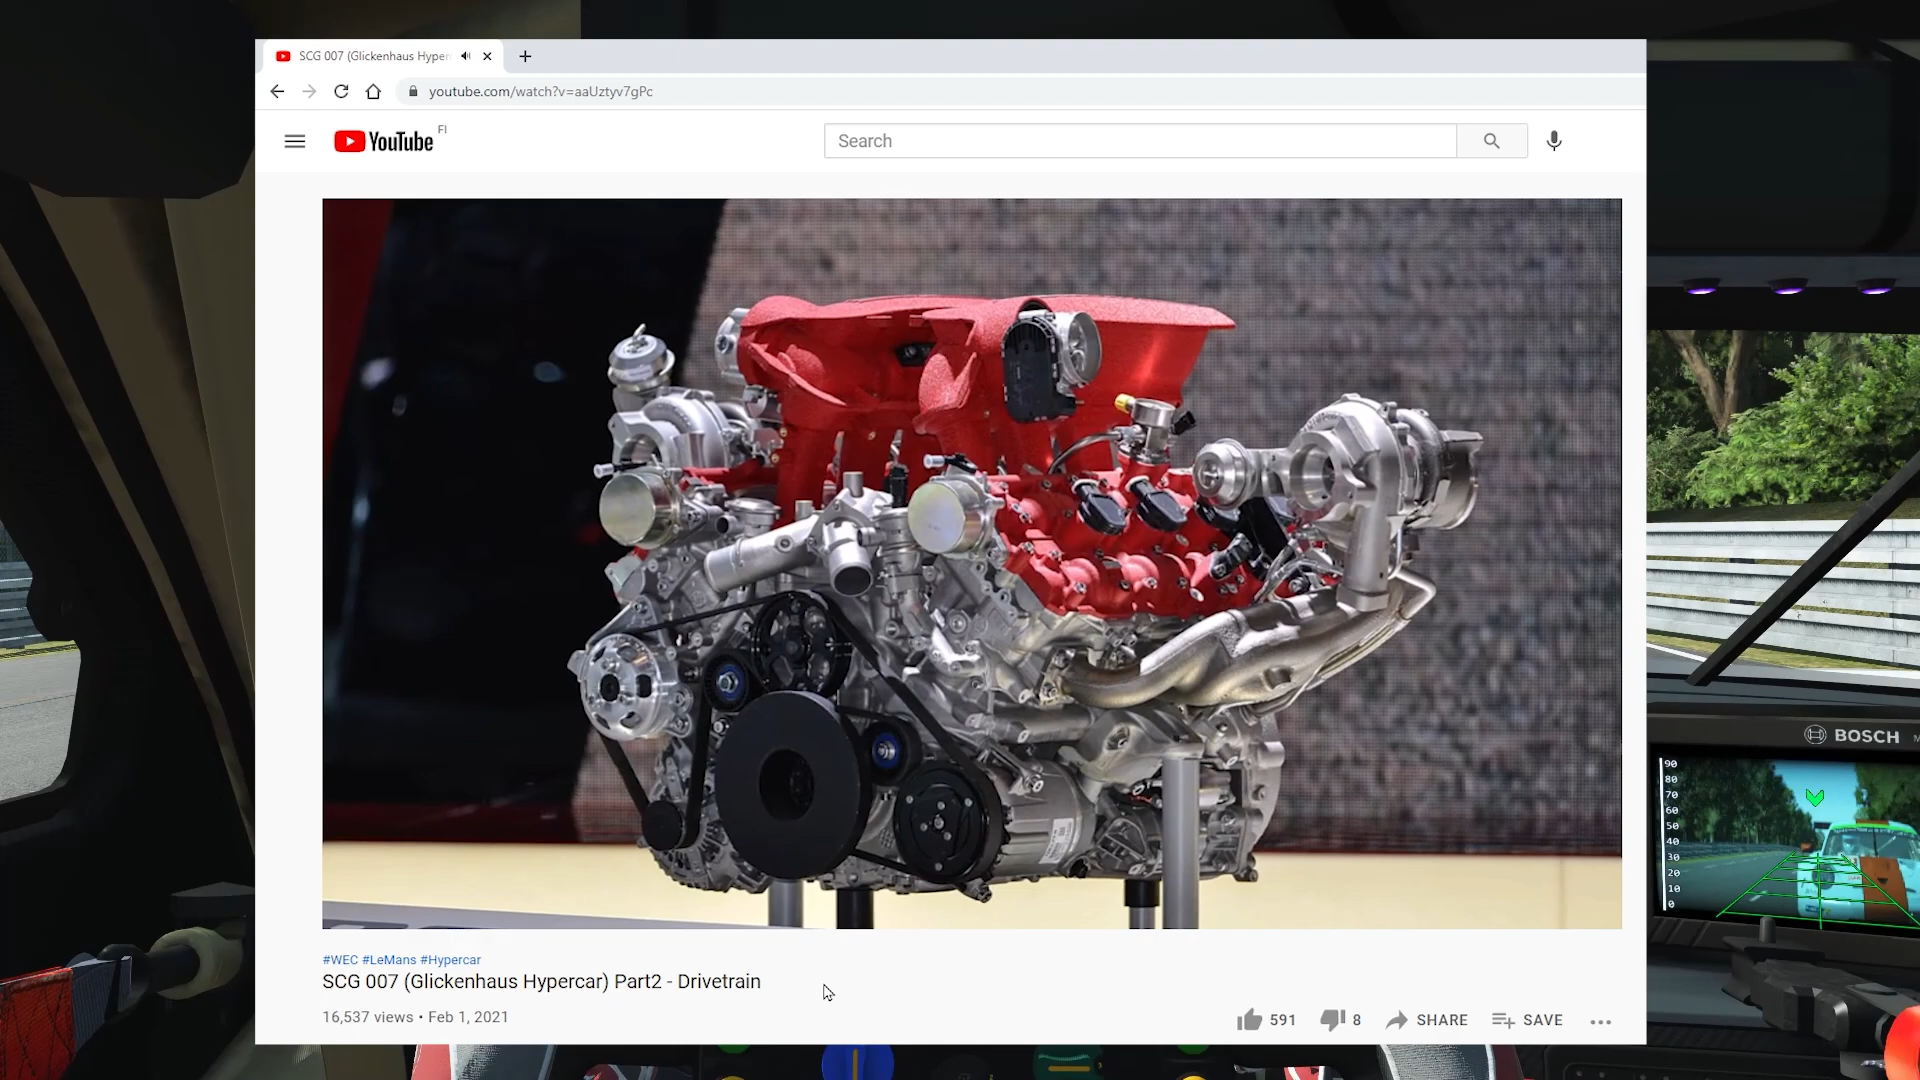 SCG 007 (Glickenhaus Hyper
youtube.com/watch?v=aaUztyv7gPc
YouTube FI
Search
BOSCH M
90
80
70
60
50
40
30
20
10
0
#WEC #LeMans #Hypercar
SCG 007 (Glickenhaus Hypercar) Part2 - Drivetrain
16,537 views • Feb 1, 2021
591 8 SHARE SAVE